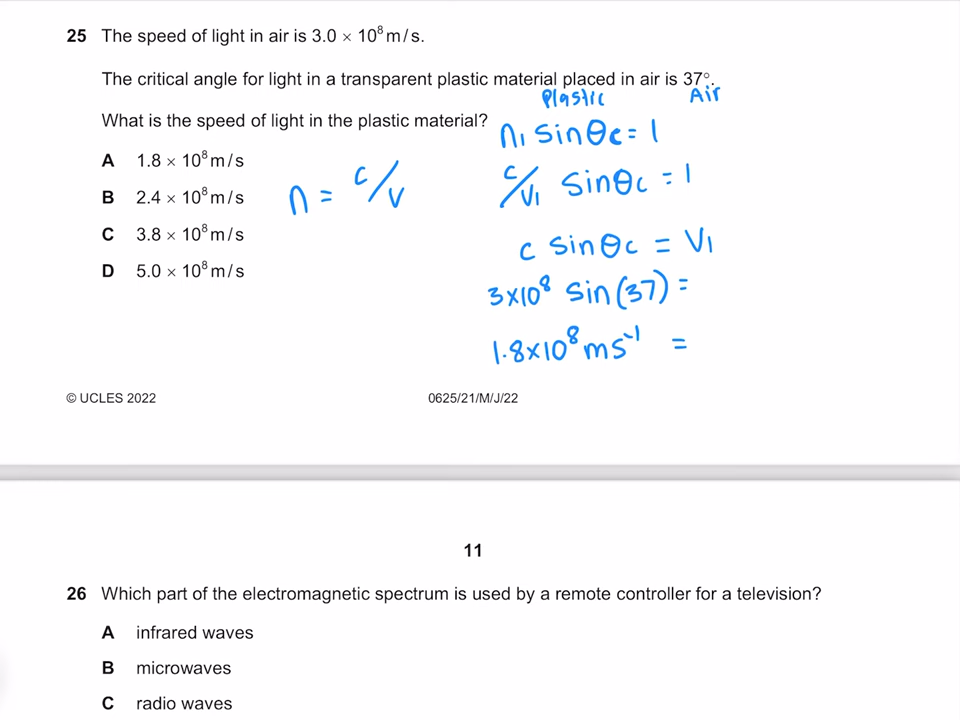 25 The speed of light in air is 3.0 × 10⁸ m/s.
The critical angle for light in a transparent plastic material placed in air is 37°.
Plastic Air
What is the speed of light in the plastic material?
n₁ sinθc = 1
A 1.8 × 10⁸ m/s
n = c/v
c/v₁ sinθc = 1
B 2.4 × 10⁸ m/s
C 3.8 × 10⁸ m/s
c sinθc = v₁
D 5.0 × 10⁸ m/s
3×10⁸ sin(37) =
1.8×10⁸ ms⁻¹ =
© UCLES 2022 0625/21/M/J/22
11
26 Which part of the electromagnetic spectrum is used by a remote controller for a television?
A infrared waves
B microwaves
C radio waves